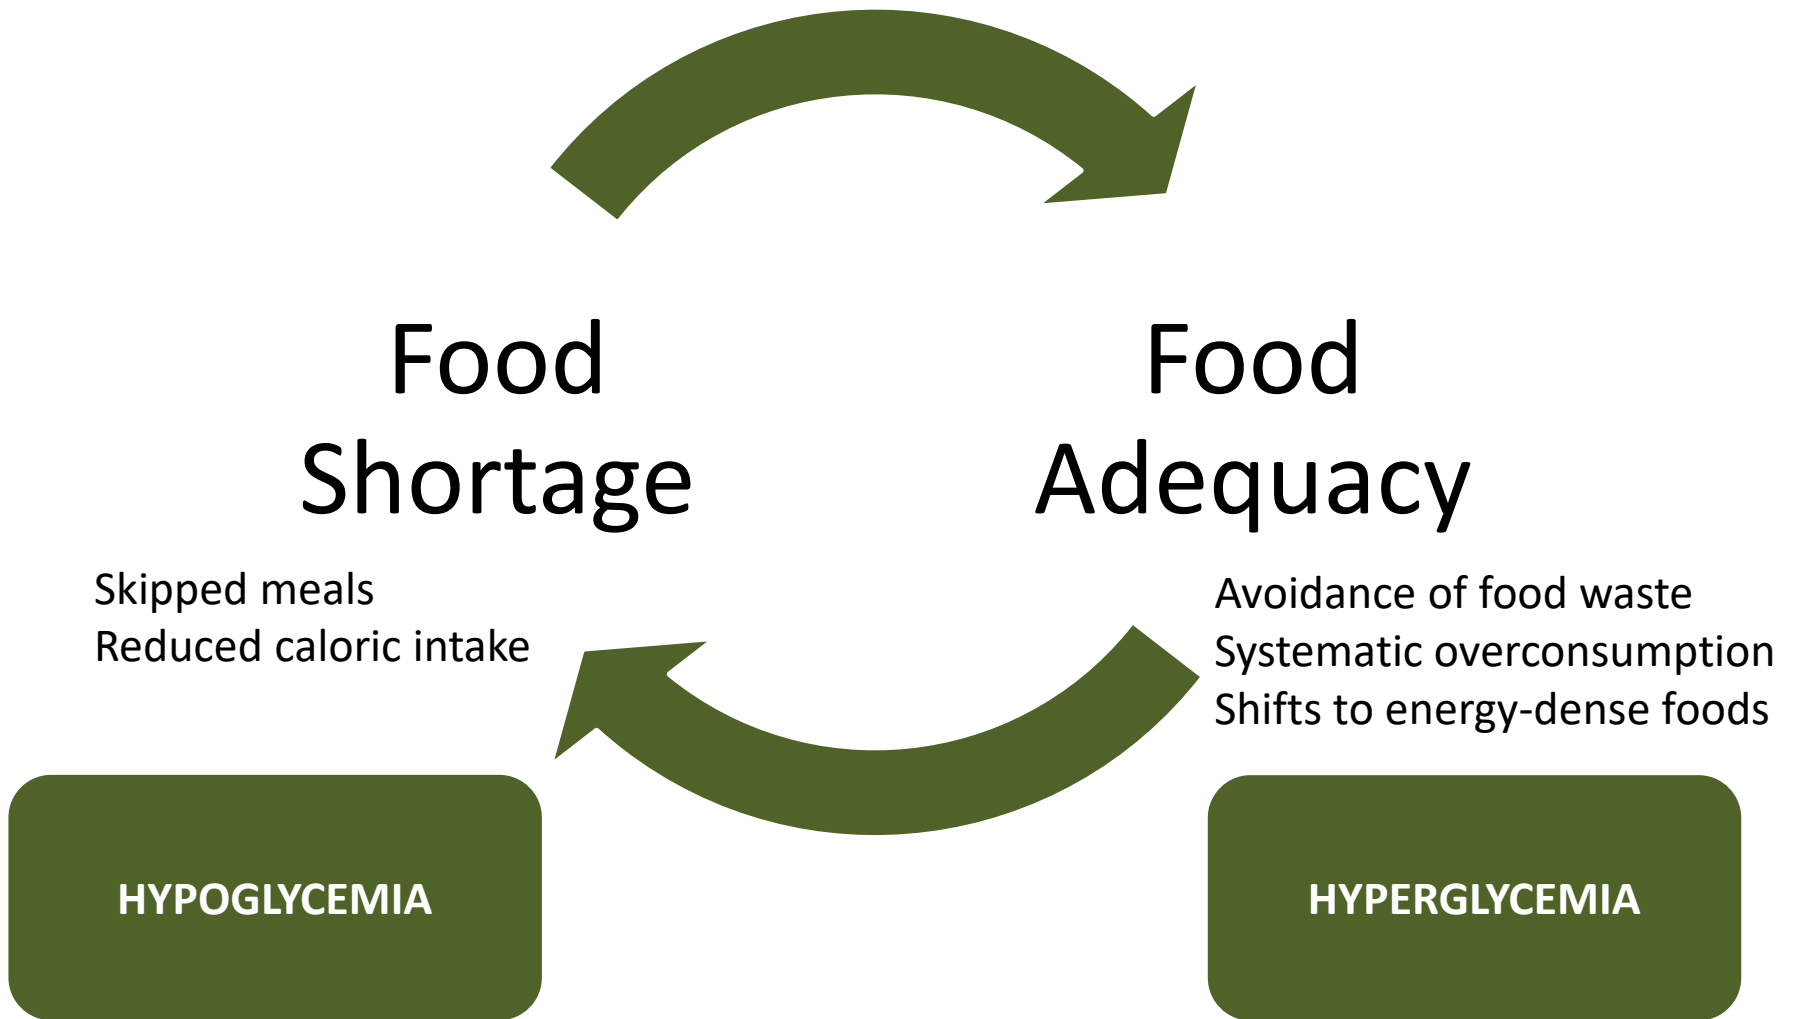 Food
Shortage
Skipped meals
Reduced caloric intake
HYPOGLYCEMIA
Food
Adequacy
Avoidance of food waste
Systematic overconsumption
Shifts to energy-dense foods
HYPERGLYCEMIA